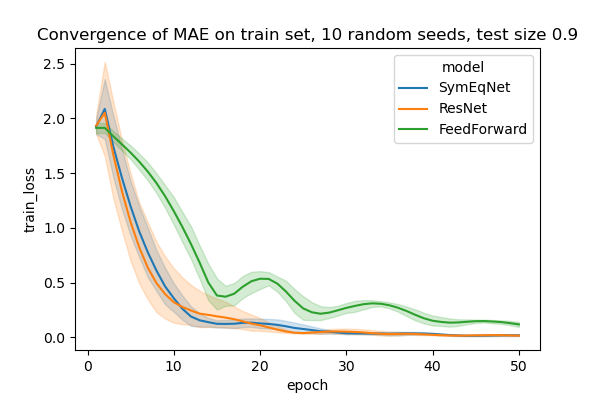 Convergence of MAE on train set, 10 random seeds, test size 0.9
model
SymEqNet
ResNet
FeedForward
train_loss
2.5
2.0
1.5
1.0
0.5
0.0
0
10
20
30
40
50
epoch